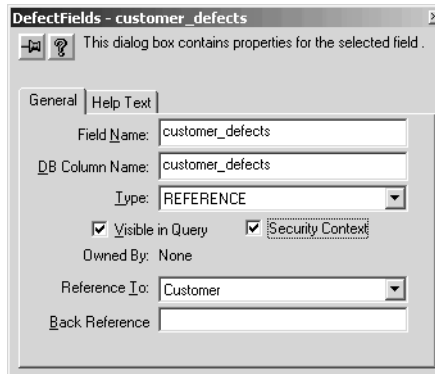 DefectFields - customer_defects
This dialog box contains properties for the selected field .
General Help Text
Field Name: customer_defects
DB Column Name: customer_defects
Type: REFERENCE
Visible in Query Security Context
Owned By: None
Reference To: Customer
Back Reference